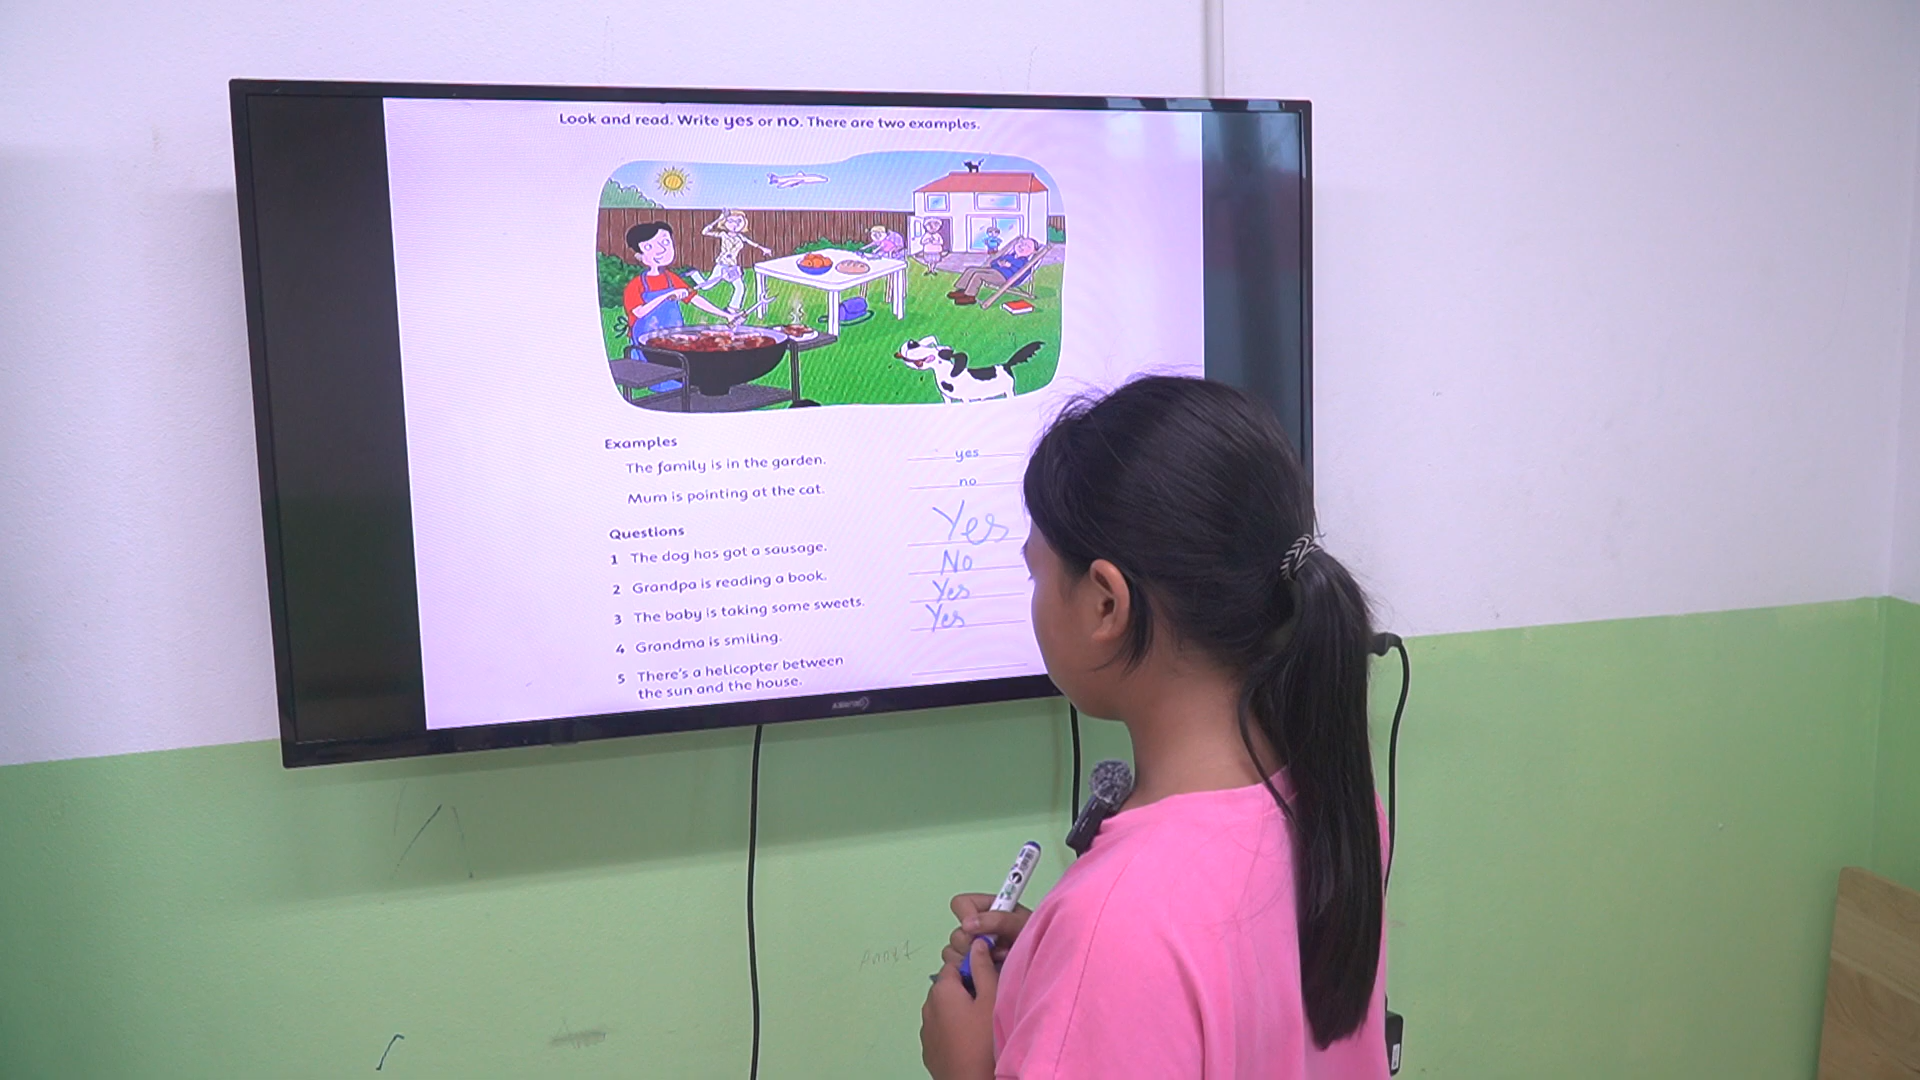 Look and read. Write yes or no. There are two examples.
Examples
The family is in the garden. yes
Mum is pointing at the cat. no
Questions
1 The dog has got a sausage. Yes
2 Grandpa is reading a book. No
3 The baby is taking some sweets. Yes
4 Grandma is smiling. Yes
5 There's a helicopter between
the sun and the house.